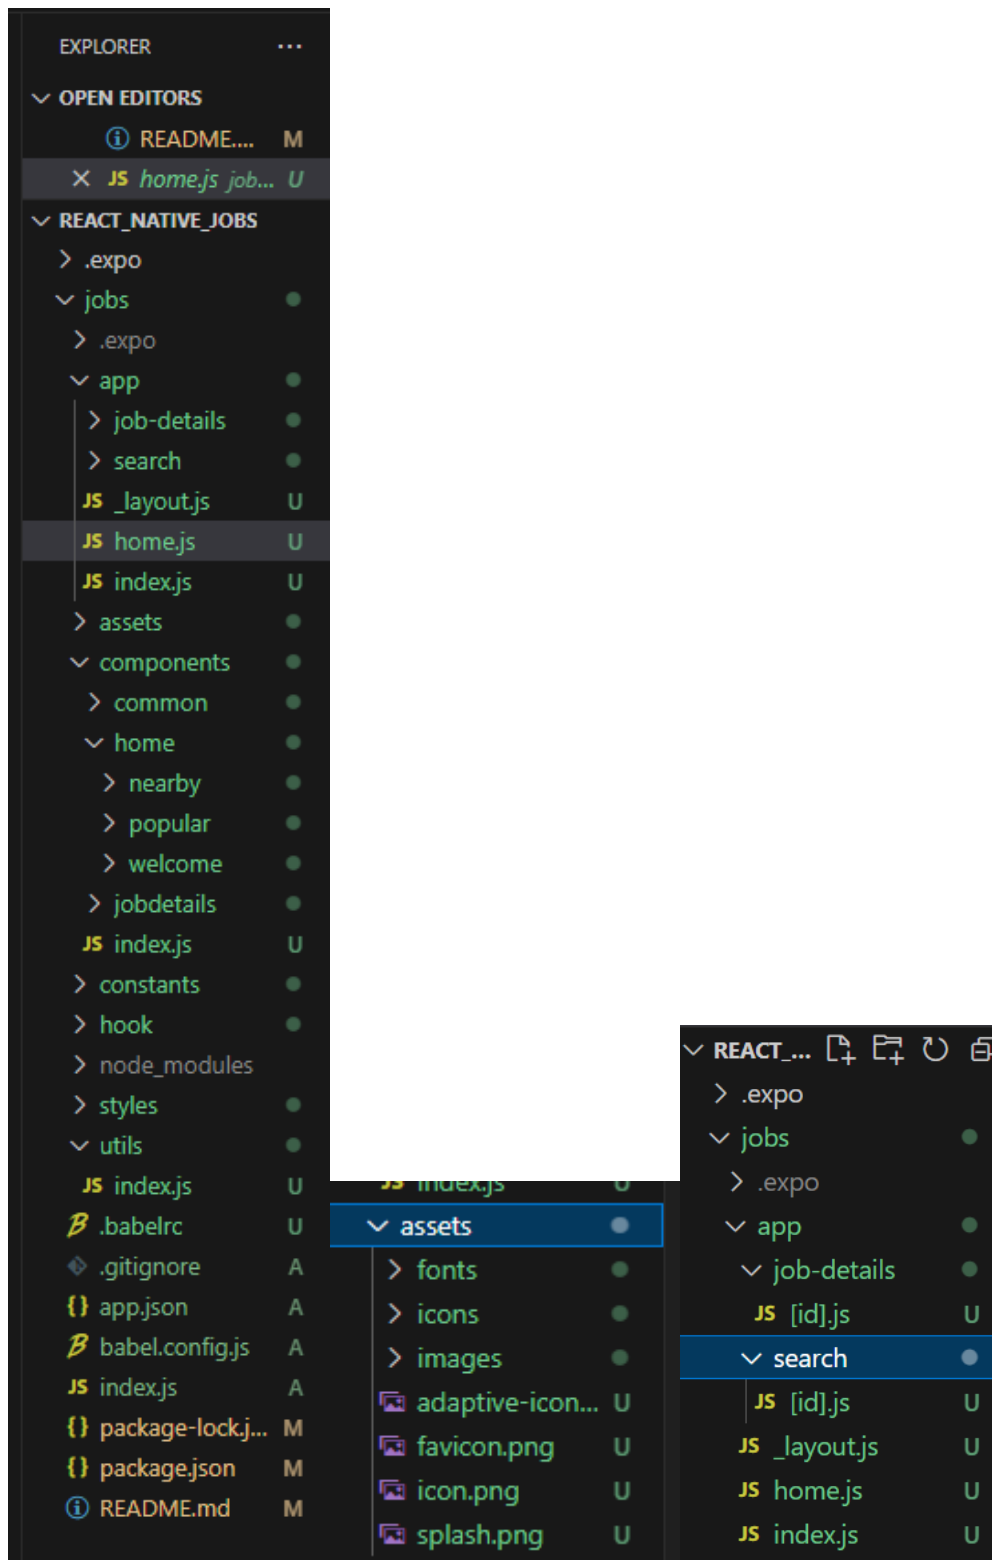 EXPLORER ...
OPEN EDITORS
README.... M
JS home.js job... U
REACT_NATIVE_JOBS
.expo
jobs
.expo
app
job-details
search
JS _layout.js U
JS home.js U
JS index.js U
assets
components
common
home
nearby
popular
welcome
jobdetails
JS index.js U
constants
hook
node_modules
styles
utils
JS index.js U
.babelrc U
.gitignore A
{} app.json A
babel.config.js A
JS index.js A
{} package-lock.j... M
{} package.json M
README.md M
JS index.js U
assets
fonts
icons
images
adaptive-icon... U
favicon.png U
icon.png U
splash.png U
REACT_...
.expo
jobs
.expo
app
job-details
JS [id].js U
search
JS [id].js U
JS _layout.js U
JS home.js U
JS index.js U